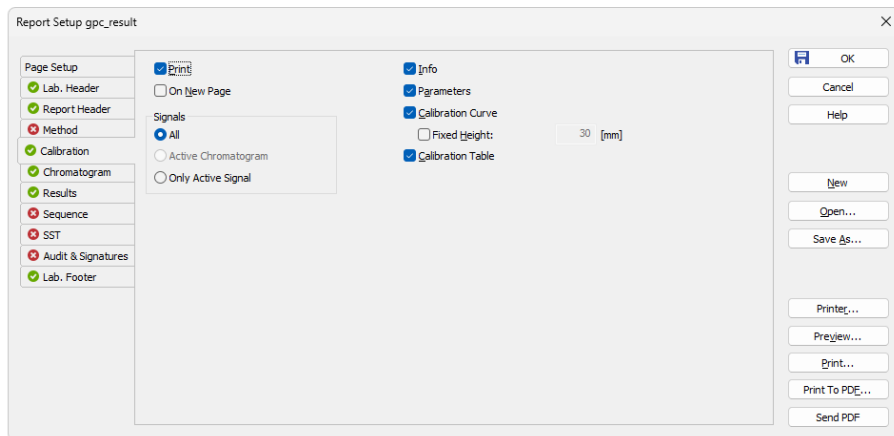 Report Setup gpc_result
Page Setup
Lab. Header
Report Header
Method
Calibration
Chromatogram
Results
Sequence
SST
Audit & Signatures
Lab. Footer
Print
On New Page
Signals
All
Active Chromatogram
Only Active Signal
Info
Parameters
Calibration Curve
Fixed Height: 30 [mm]
Calibration Table
OK
Cancel
Help
New
Open...
Save As...
Printer...
Preview...
Print...
Print To PDF...
Send PDF